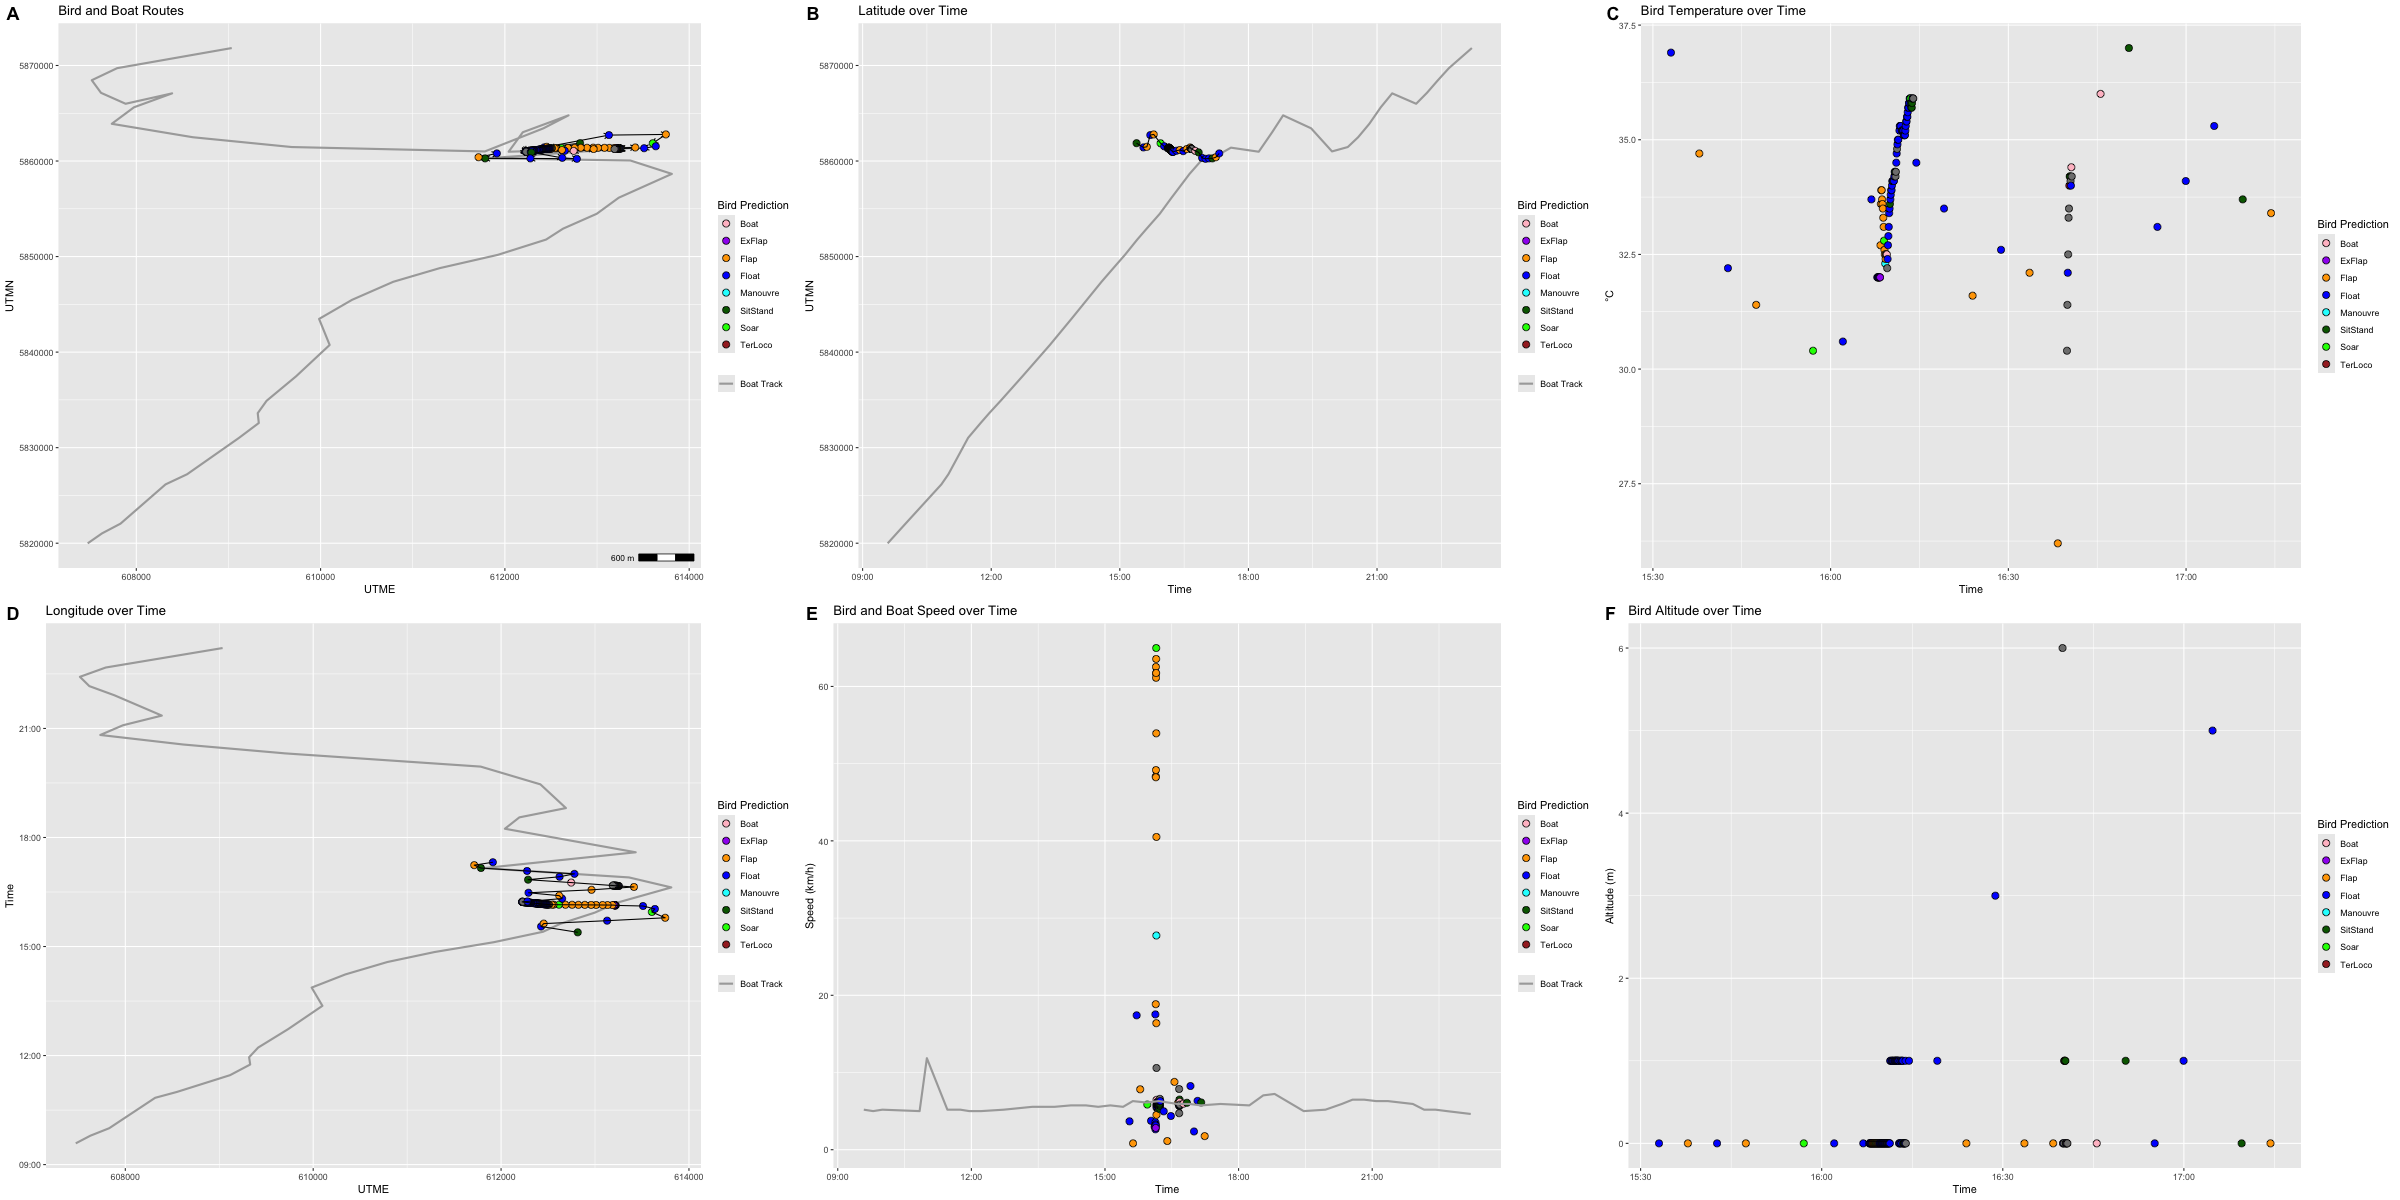 A
Bird and Boat Routes
5870000
5860000
5850000
5840000
5830000
5820000
UTMN
608000
610000
612000
614000
UTME
600 m
Bird Prediction
Boat
ExFlap
Flap
Float
Manouvre
SitStand
Soar
TerLoco
Boat Track
B
Latitude over Time
5870000
5860000
5850000
5840000
5830000
5820000
UTMN
09:00
12:00
15:00
18:00
21:00
Time
Bird Prediction
Boat
ExFlap
Flap
Float
Manouvre
SitStand
Soar
TerLoco
Boat Track
C
Bird Temperature over Time
37.5
35.0
32.5
30.0
27.5
°C
15:30
16:00
16:30
17:00
Time
Bird Prediction
Boat
ExFlap
Flap
Float
Manouvre
SitStand
Soar
TerLoco
D
Longitude over Time
21:00
18:00
15:00
12:00
09:00
Time
608000
610000
612000
614000
UTME
Bird Prediction
Boat
ExFlap
Flap
Float
Manouvre
SitStand
Soar
TerLoco
Boat Track
E
Bird and Boat Speed over Time
60
40
20
0
Speed (km/h)
09:00
12:00
15:00
18:00
21:00
Time
Bird Prediction
Boat
ExFlap
Flap
Float
Manouvre
SitStand
Soar
TerLoco
Boat Track
F
Bird Altitude over Time
6
4
2
0
Altitude (m)
15:30
16:00
16:30
17:00
Time
Bird Prediction
Boat
ExFlap
Flap
Float
Manouvre
SitStand
Soar
TerLoco